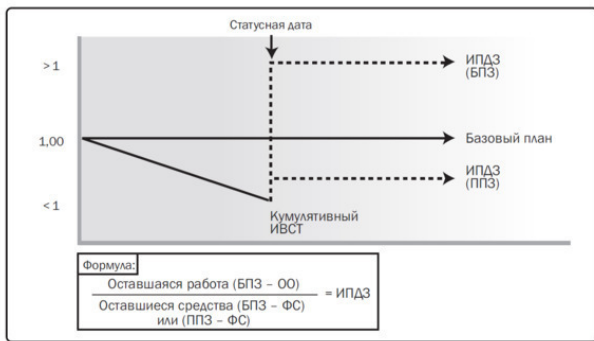 Статусная дата
> 1
ИПДЗ
(БПЗ)
1,00
Базовый план
ИПДЗ
(ППЗ)
< 1
Кумулятивный
ИВСТ
Формула:
Оставшаяся работа (БПЗ – ОО)
= ИПДЗ
Оставшиеся средства (БПЗ – ФС)
или (ППЗ – ФС)